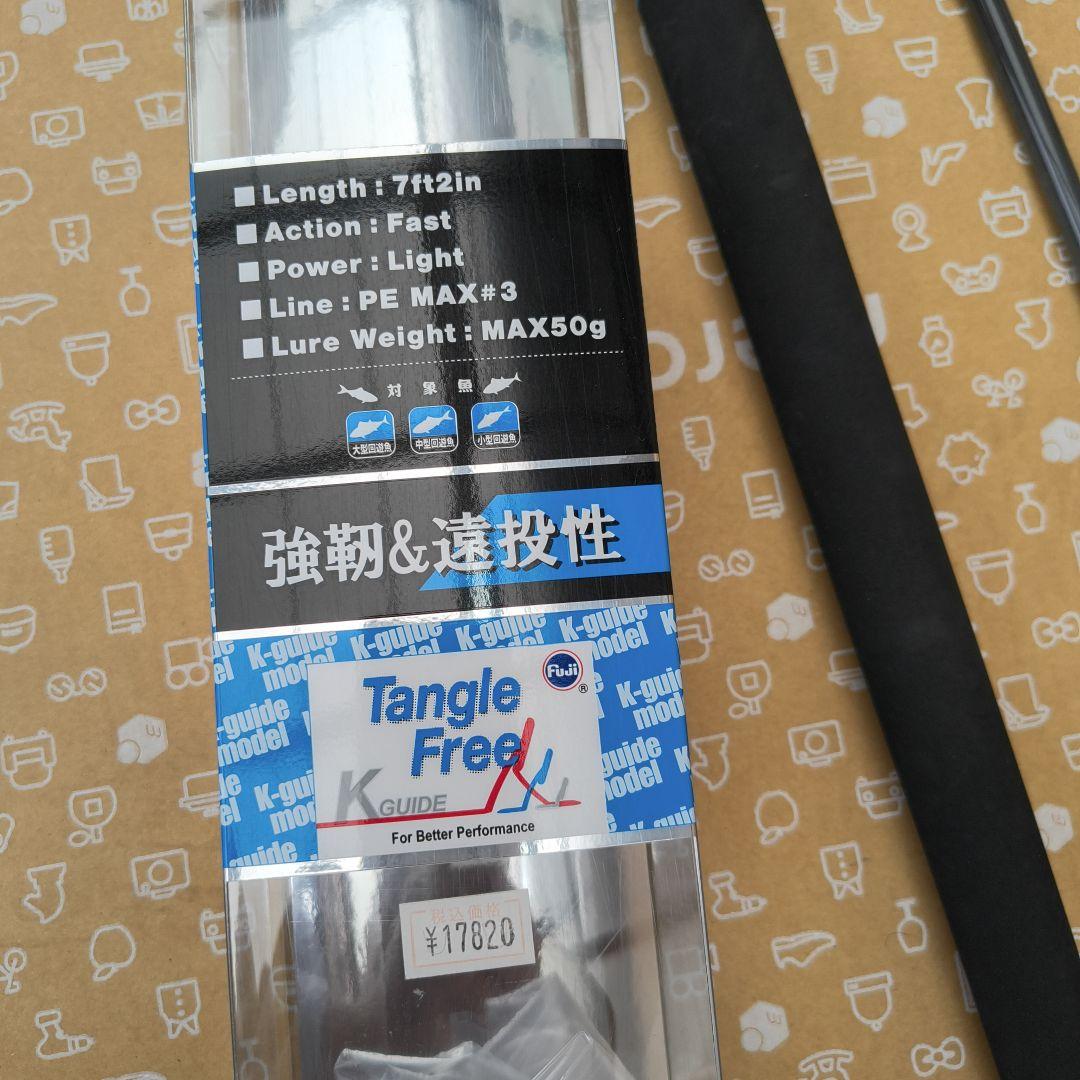 ■Length : 7ft2in
■Action : Fast
■Power : Light
■Line : PE MAX#3
■Lure Weight : MAX50g
対象魚
大型回遊魚 中型回遊魚 小型回遊魚
強靭&遠投性
K-guide model
Fuji
®
Tangle
Free
K GUIDE
For Better Performance
税込価格
¥17820